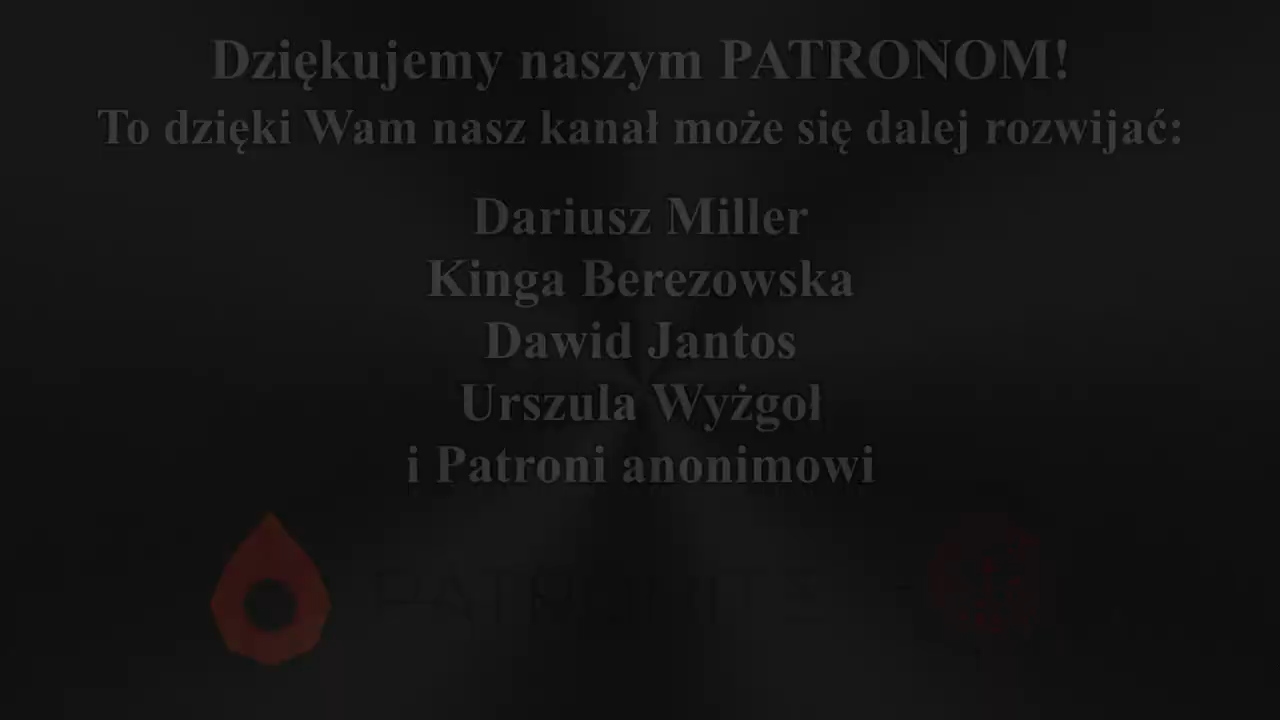 Dziękujemy naszym PATRONOM!
To dzięki Wam nasz kanał może się dalej rozwijać:
Dariusz Miller
Kinga Berezowska
Dawid Jantos
Urszula Wyżgoł
i Patroni anonimowi
PATRONITE